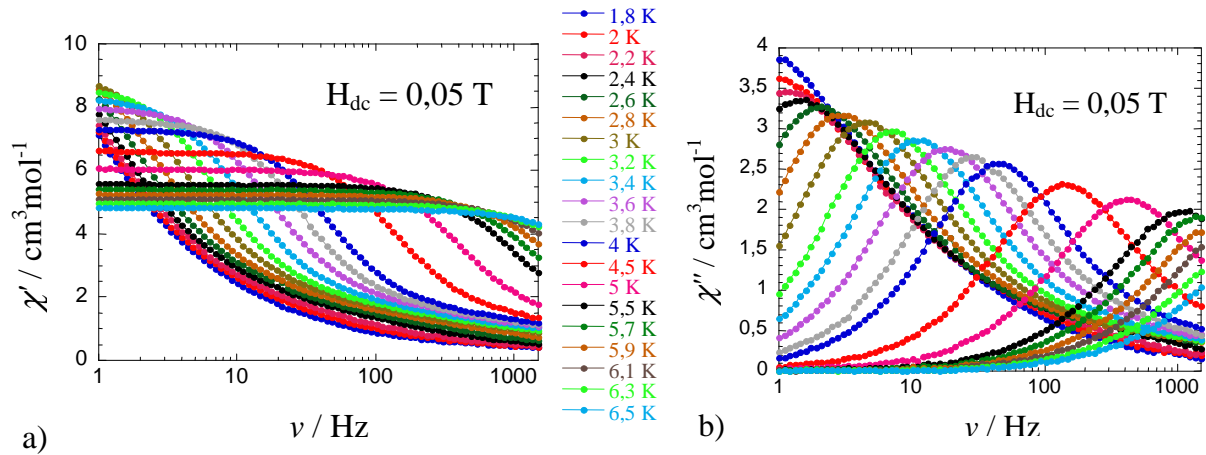 10
8
6
4
2
0
χ′ / cm³mol⁻¹
H_dc = 0,05 T
1
10
100
1000
ν / Hz
a)
1,8 K
2 K
2,2 K
2,4 K
2,6 K
2,8 K
3 K
3,2 K
3,4 K
3,6 K
3,8 K
4 K
4,5 K
5 K
5,5 K
5,7 K
5,9 K
6,1 K
6,3 K
6,5 K
4
3,5
3
2,5
2
1,5
1
0,5
0
χ″ / cm³mol⁻¹
H_dc = 0,05 T
1
10
100
1000
ν / Hz
b)